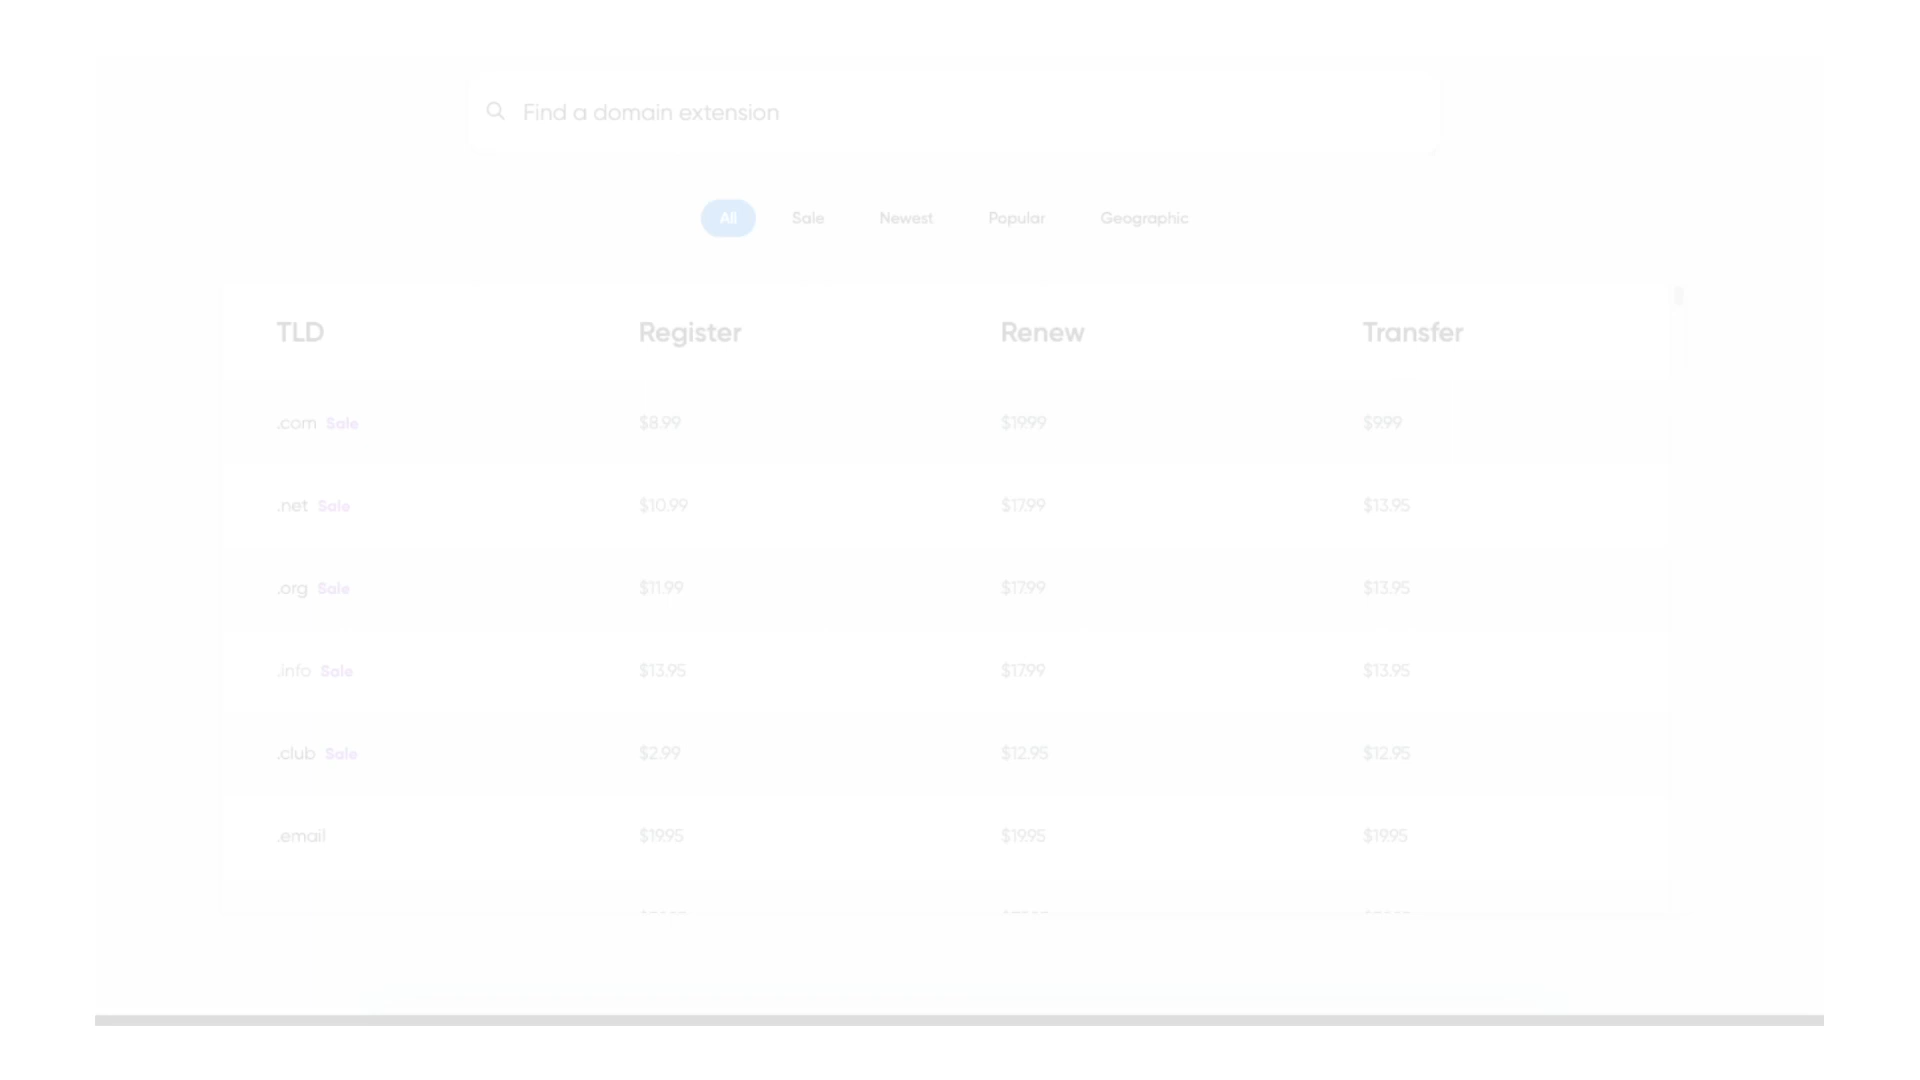 Find a domain extension
All Sale Newest Popular Geographic
TLD Register Renew Transfer
.com Sale $8.99 $19.99 $9.99
.net Sale $10.99 $17.99 $13.95
.org Sale $11.99 $17.99 $13.95
.info Sale $13.95 $17.99 $13.95
.club Sale $2.99 $12.95 $12.95
.email $19.95 $19.95 $19.95